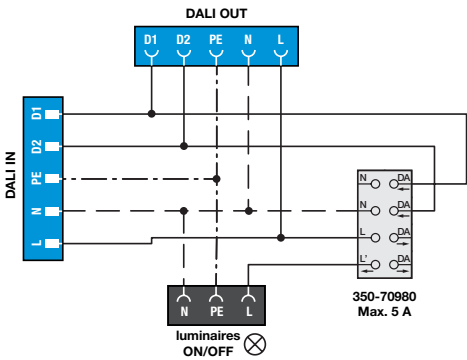 DALI OUT
D1 D2 PE N L
DALI IN
D1
D2
PE
N
L
N DA
N DA
L DA
L' DA
350-70980
Max. 5 A
N PE L
luminaires
ON/OFF